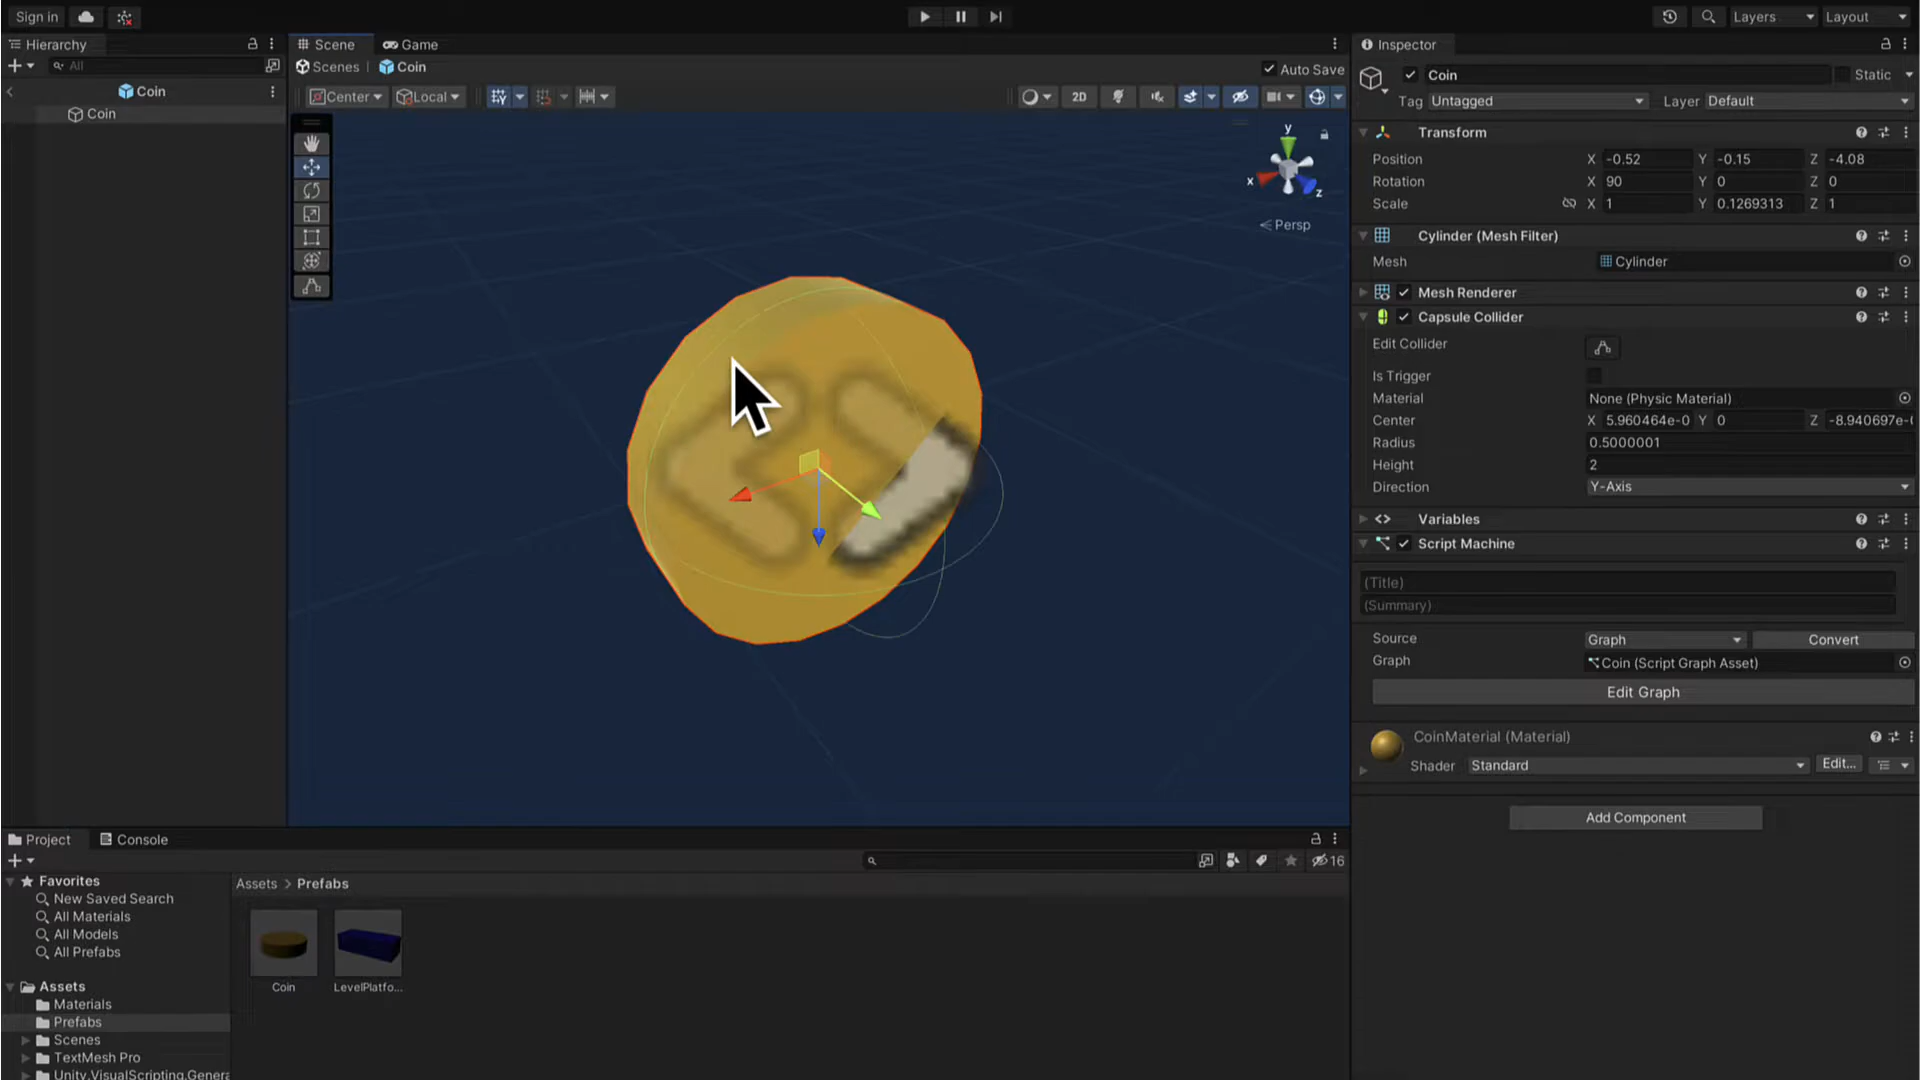 Sign in
Layers
Layout
Hierarchy
All
Coin
Coin
Scene
Game
Scenes
Coin
Auto Save
Center
Local
2D
y
x
z
Persp
Inspector
Coin
Static
Tag Untagged
Layer Default
Transform
Position X -0.52 Y -0.15 Z -4.08
Rotation X 90 Y 0 Z 0
Scale X 1 Y 0.1269313 Z 1
Cylinder (Mesh Filter)
Mesh Cylinder
Mesh Renderer
Capsule Collider
Edit Collider
Is Trigger
Material None (Physic Material)
Center X 5.960464e-0 Y 0 Z -8.940697e-
Radius 0.5000001
Height 2
Direction Y-Axis
Variables
Script Machine
(Title)
(Summary)
Source Graph Convert
Graph Coin (Script Graph Asset)
Edit Graph
CoinMaterial (Material)
Shader Standard Edit...
Add Component
Project
Console
16
Favorites
New Saved Search
All Materials
All Models
All Prefabs
Assets
Materials
Prefabs
Scenes
TextMesh Pro
Unity.VisualScripting.Genera
Assets > Prefabs
Coin
LevelPlatfo...